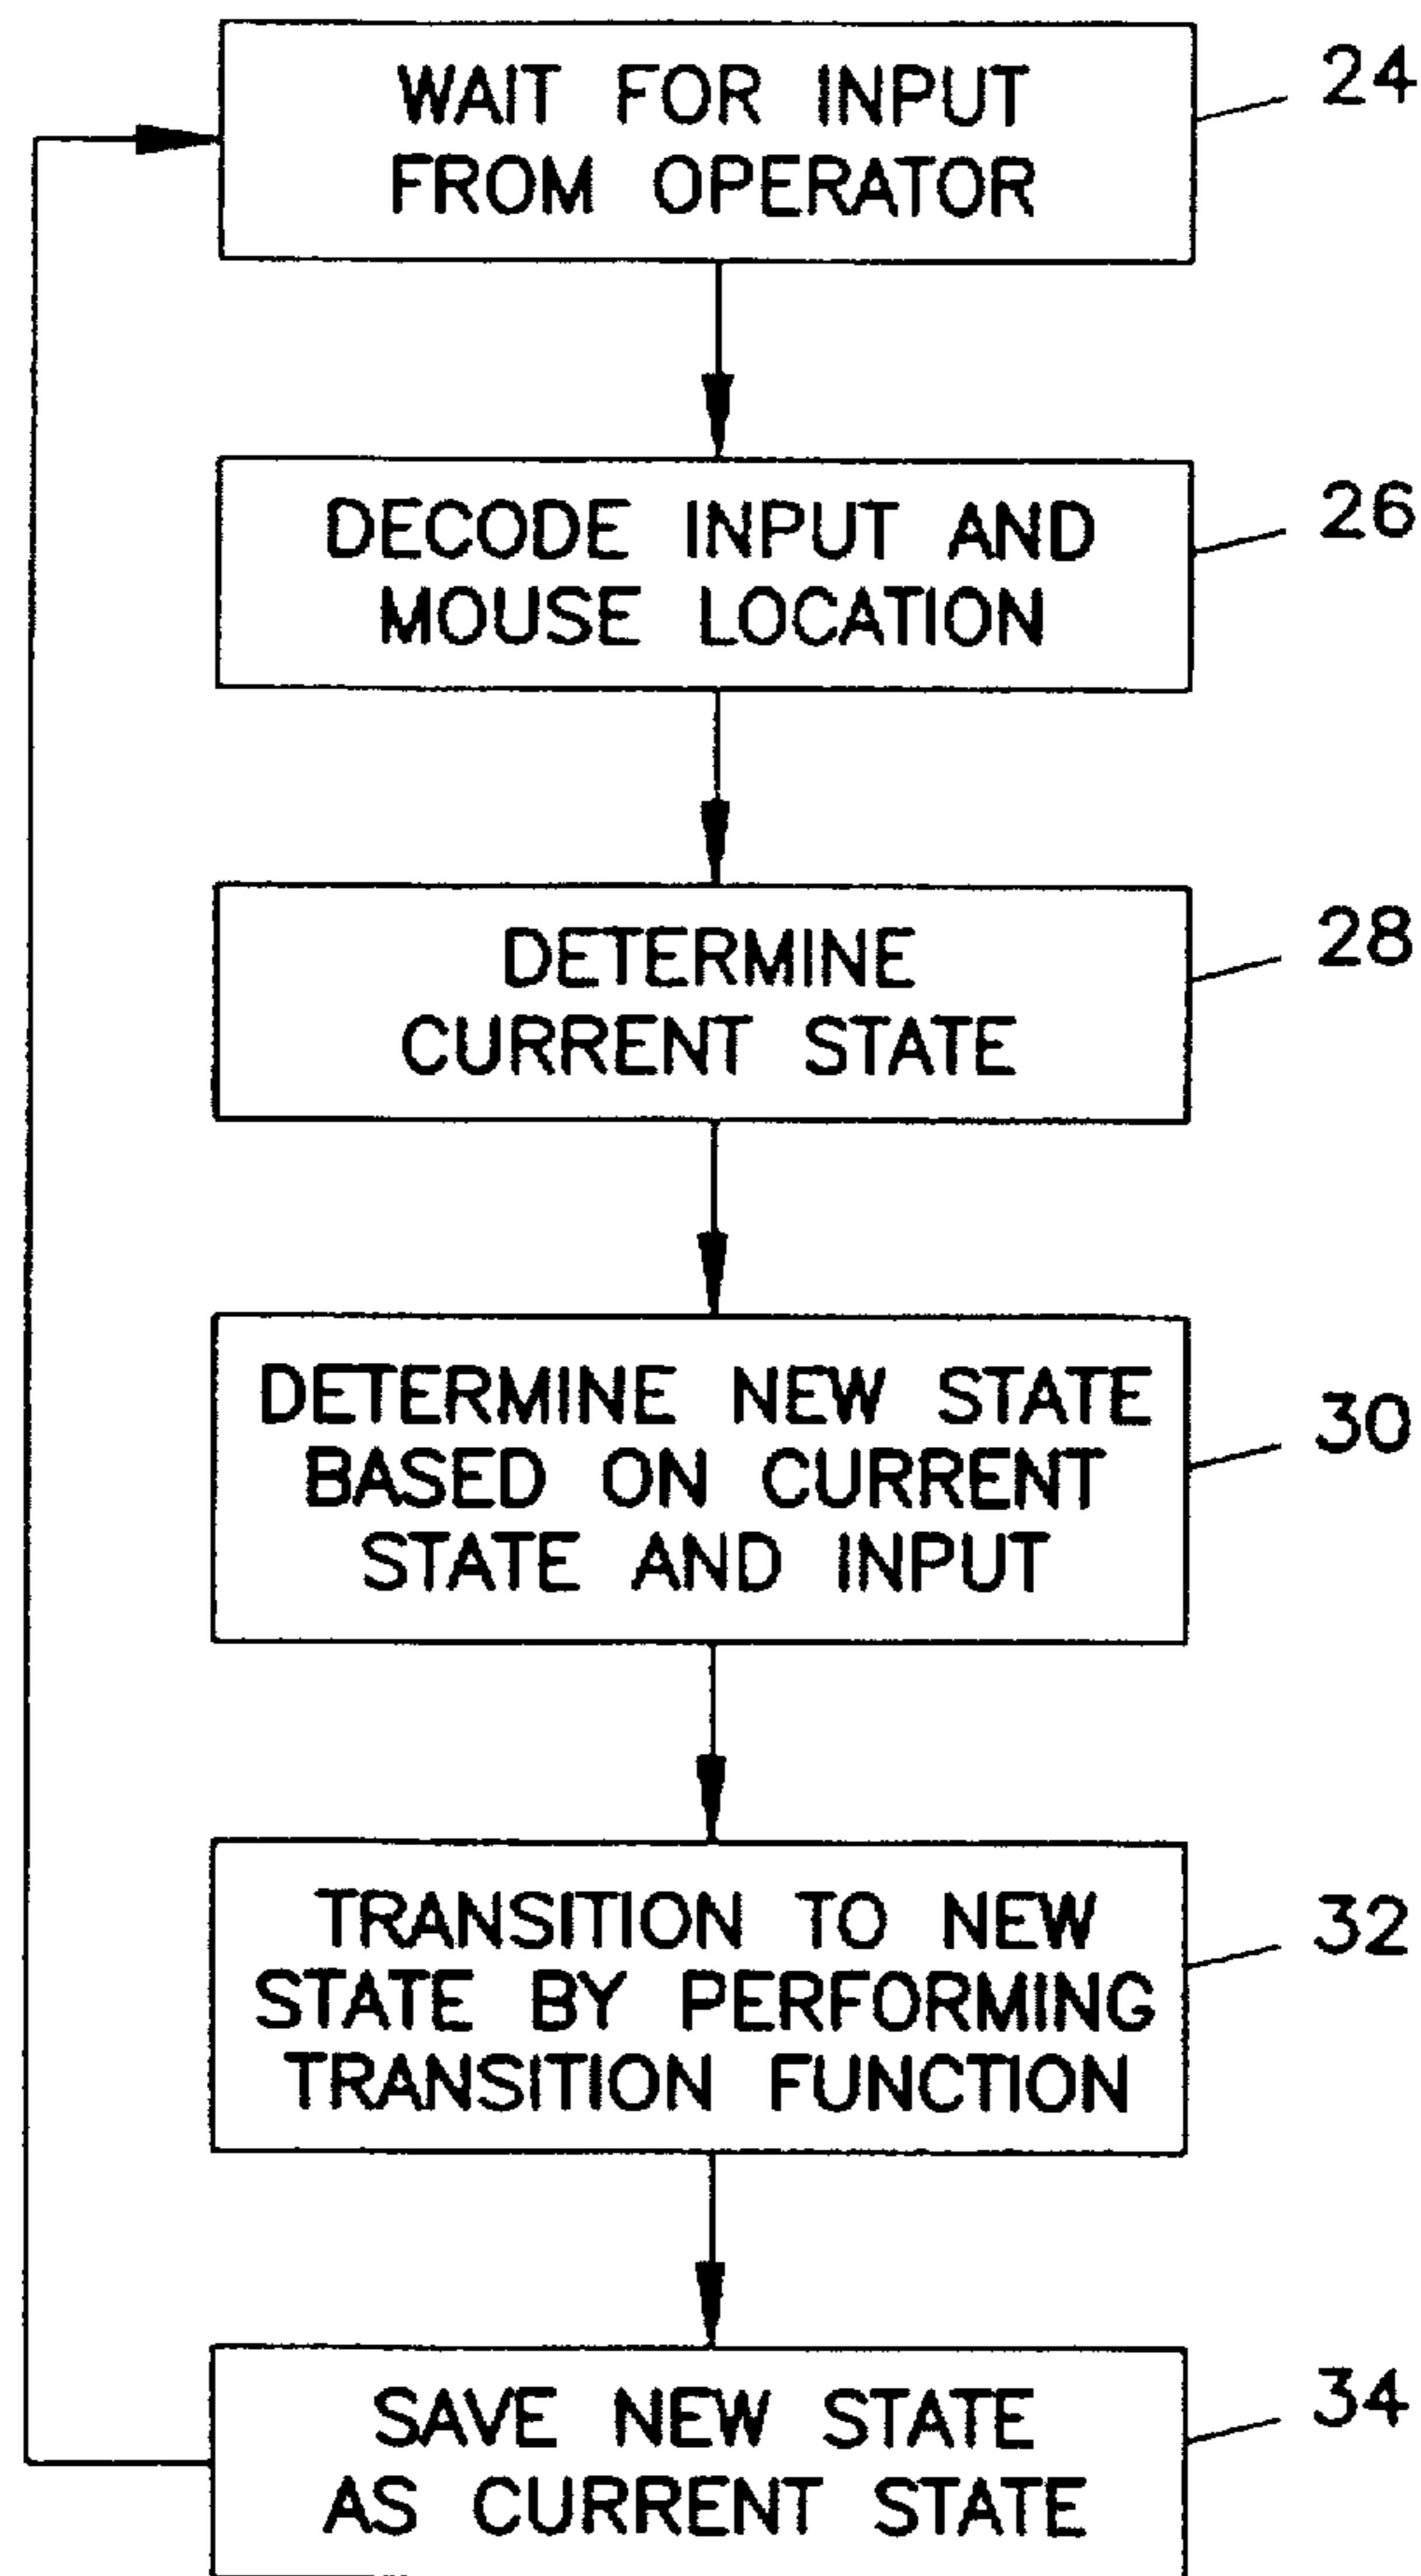 WAIT FOR INPUT
FROM OPERATOR
24
DECODE INPUT AND
MOUSE LOCATION
26
DETERMINE
CURRENT STATE
28
DETERMINE NEW STATE
BASED ON CURRENT
STATE AND INPUT
30
TRANSITION TO NEW
STATE BY PERFORMING
TRANSITION FUNCTION
32
SAVE NEW STATE
AS CURRENT STATE
34